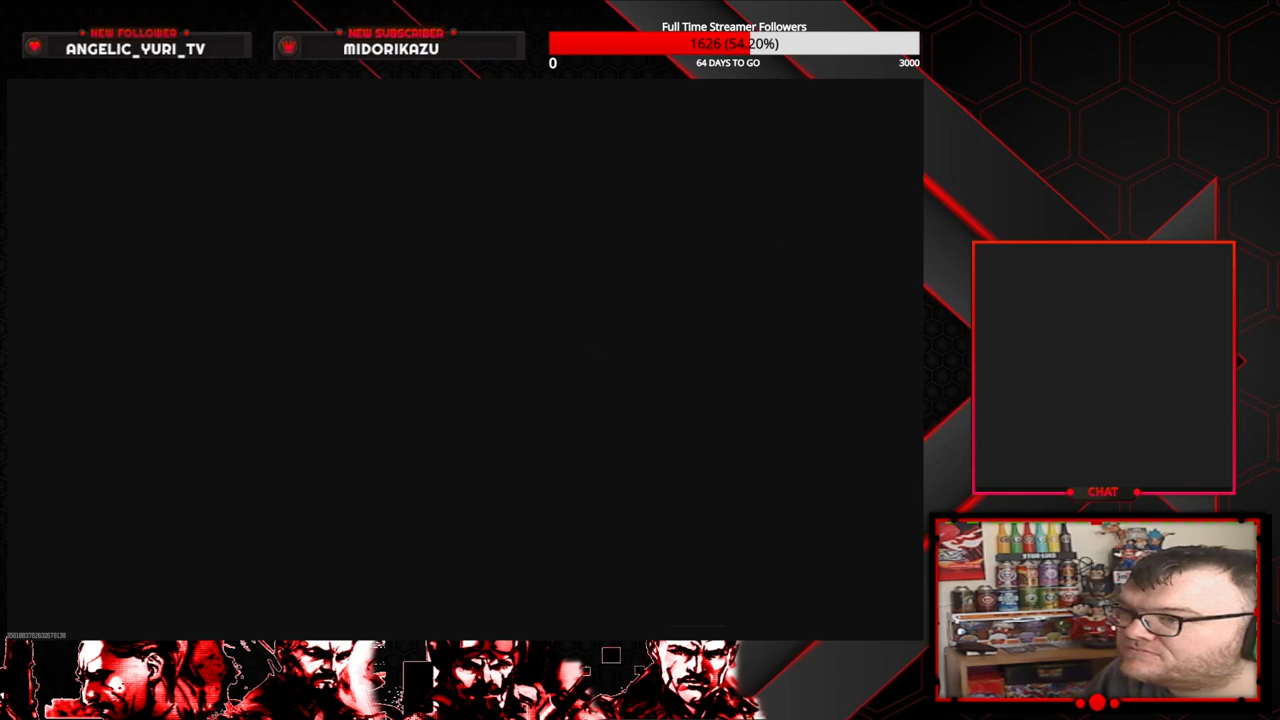 NEW FOLLOWER
ANGELIC_YURI_TV
NEW SUBSCRIBER
MIDORIKAZU
Full Time Streamer Followers
1626 (54.20%)
0
64 DAYS TO GO
3000
CHAT